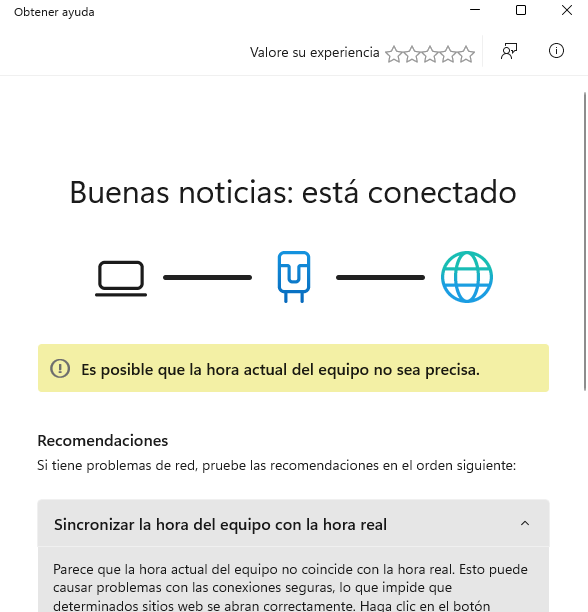 Obtener ayuda
Valore su experiencia
Buenas noticias: está conectado
Es posible que la hora actual del equipo no sea precisa.
Recomendaciones
Si tiene problemas de red, pruebe las recomendaciones en el orden siguiente:
Sincronizar la hora del equipo con la hora real
Parece que la hora actual del equipo no coincide con la hora real. Esto puede
causar problemas con las conexiones seguras, lo que impide que
determinados sitios web se abran correctamente. Haga clic en el botón